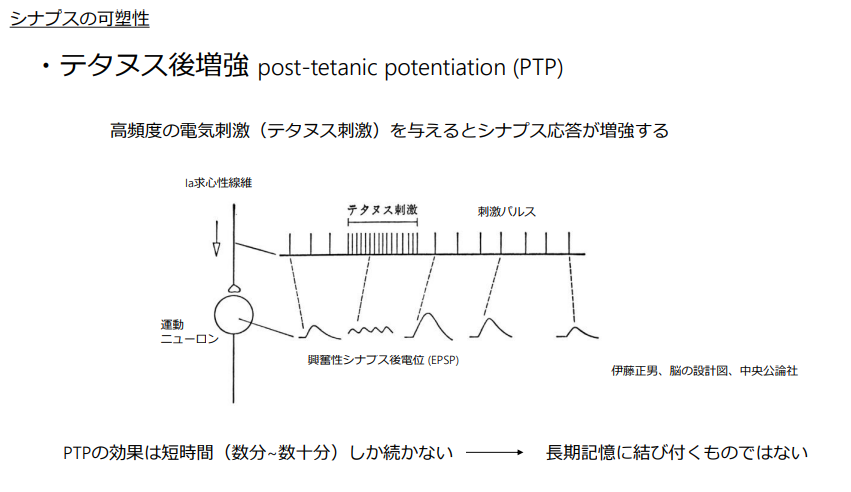 シナプスの可塑性
・テタヌス後増強 post-tetanic potentiation (PTP)
高頻度の電気刺激（テタヌス刺激）を与えるとシナプス応答が増強する
Ia求心性線維
テタヌス刺激
刺激パルス
運動
ニューロン
興奮性シナプス後電位 (EPSP)
伊藤正男、脳の設計図、中央公論社
PTPの効果は短時間（数分~数十分）しか続かない
長期記憶に結び付くものではない